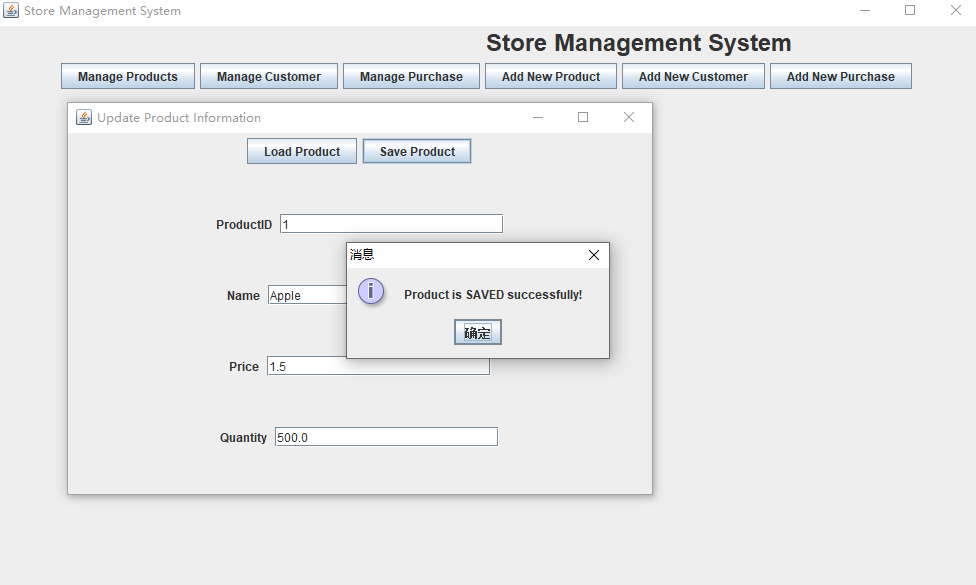 Store Management System
Store Management System
Manage Products Manage Customer Manage Purchase Add New Product Add New Customer Add New Purchase
Update Product Information
Load Product Save Product
ProductID 1
消息
Product is SAVED successfully!
Name Apple
确定
Price 1.5
Quantity 500.0